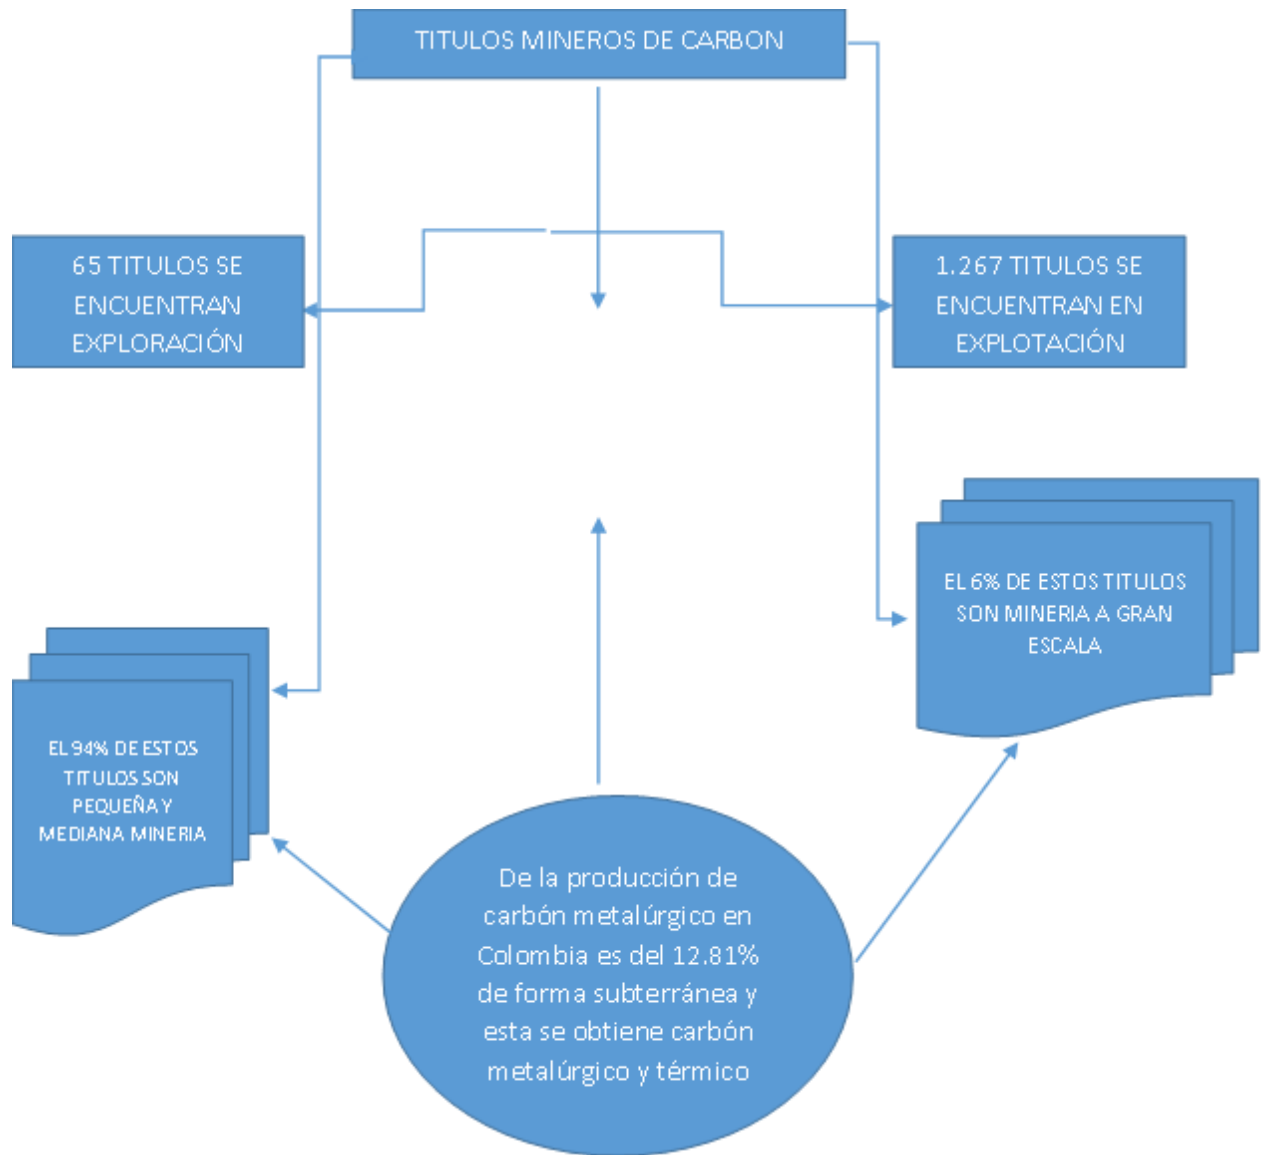 TITULOS MINEROS DE CARBON
65 TITULOS SE
ENCUENTRAN
EXPLORACIÓN
1.267 TITULOS SE
ENCUENTRAN EN
EXPLOTACIÓN
EL 6% DE ESTOS TITULOS
SON MINERIA A GRAN
ESCALA
EL 94% DE ESTOS
TITULOS SON
PEQUEÑA Y
MEDIANA MINERIA
De la producción de
carbón metalúrgico en
Colombia es del 12.81%
de forma subterránea y
esta se obtiene carbón
metalúrgico y térmico